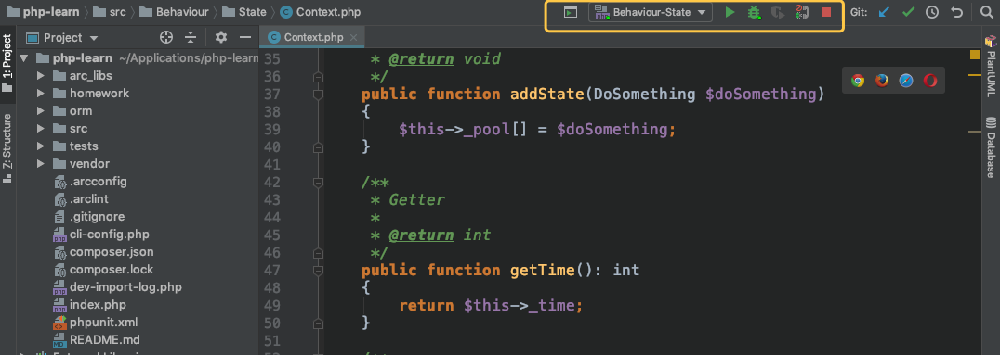 php-learn src Behaviour State Context.php Behaviour-State Git:
Project Context.php
1: Project
Z: Structure
php-learn ~/Applications/php-learn
arc_libs
homework
orm
src
tests
vendor
.arcconfig
.arclint
.gitignore
cli-config.php
composer.json
composer.lock
dev-import-log.php
index.php
phpunit.xml
README.md
35 * @return void
36 */
37 public function addState(DoSomething $doSomething)
38 {
39 $this->_pool[] = $doSomething;
40 }
41
42 /**
43 * Getter
44 *
45 * @return int
46 */
47 public function getTime(): int
48 {
49 return $this->_time;
50 }
51
PlantUML
Database